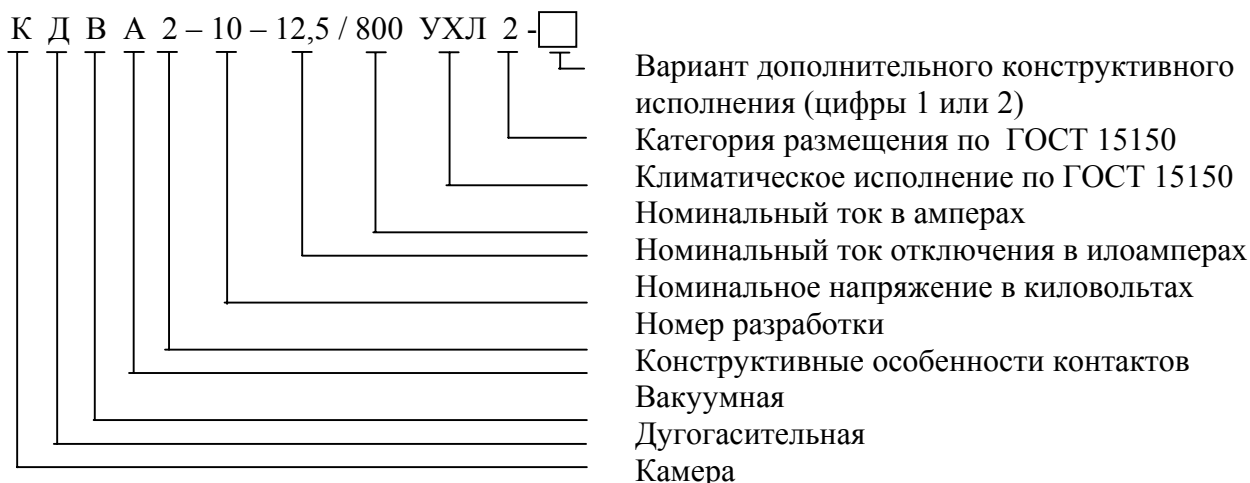 К Д В А 2 – 10 – 12,5 / 800 УХЛ 2 -
Вариант дополнительного конструктивного
исполнения (цифры 1 или 2)
Категория размещения по ГОСТ 15150
Климатическое исполнение по ГОСТ 15150
Номинальный ток в амперах
Номинальный ток отключения в илоамперах
Номинальное напряжение в киловольтах
Номер разработки
Конструктивные особенности контактов
Вакуумная
Дугогасительная
Камера